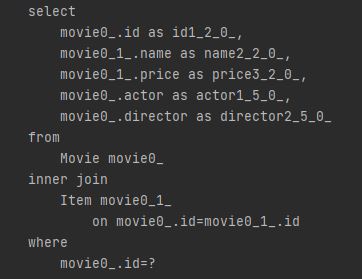 select
movie0_.id as id1_2_0_,
movie0_1_.name as name2_2_0_,
movie0_1_.price as price3_2_0_,
movie0_.actor as actor1_5_0_,
movie0_.director as director2_5_0_
from
Movie movie0_
inner join
Item movie0_1_
on movie0_.id=movie0_1_.id
where
movie0_.id=?